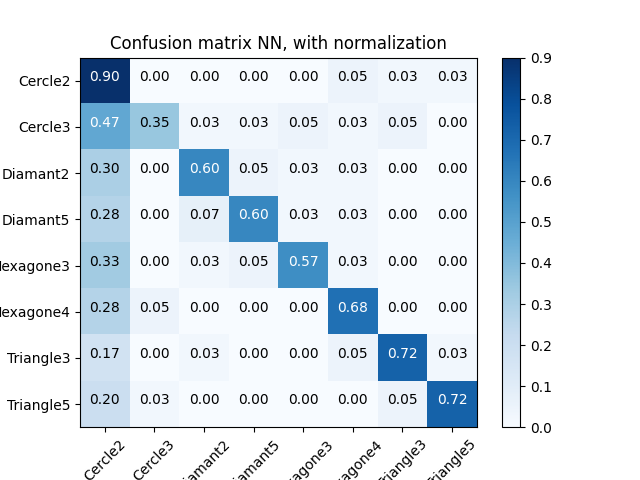 Confusion matrix NN, with normalization
Cercle2 0.90 0.00 0.00 0.00 0.00 0.05 0.03 0.03
Cercle3 0.47 0.35 0.03 0.03 0.05 0.03 0.05 0.00
Diamant2 0.30 0.00 0.60 0.05 0.03 0.03 0.00 0.00
Diamant5 0.28 0.00 0.07 0.60 0.03 0.03 0.00 0.00
exagone3 0.33 0.00 0.03 0.05 0.57 0.03 0.00 0.00
exagone4 0.28 0.05 0.00 0.00 0.00 0.68 0.00 0.00
Triangle3 0.17 0.00 0.03 0.00 0.00 0.05 0.72 0.03
Triangle5 0.20 0.03 0.00 0.00 0.00 0.00 0.05 0.72
Cercle2 Cercle3 iamant2 iamant5 agone3 agone4 riangle3 riangle5
0.9
0.8
0.7
0.6
0.5
0.4
0.3
0.2
0.1
0.0